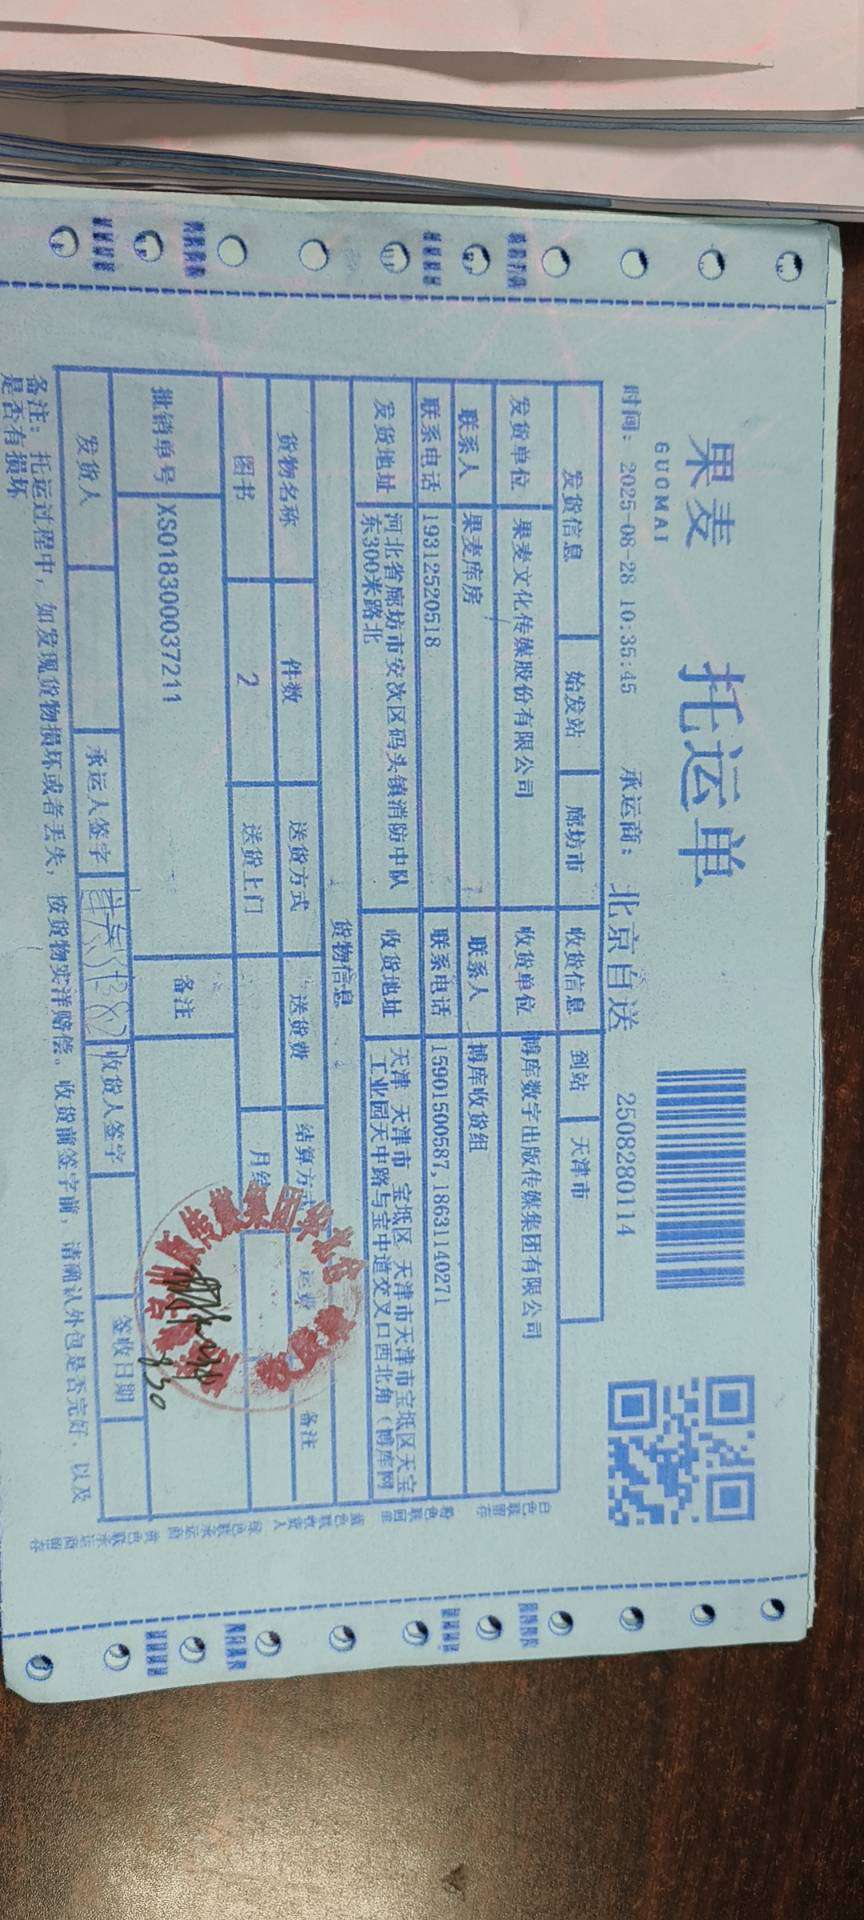 果麦
GUOMAI
托运单
时间： 2025-08-28 10:35:45 承运商： 北京自送 2508280114
发货信息 始发站 廊坊市 收货信息 到站 天津市
发货单位 果麦文化传媒股份有限公司 收货单位 博库数字出版传媒集团有限公司
联系人 果麦库房 联系人 博库收货组
联系电话 19312520518 联系电话 15901500587,18631140271
发货地址 河北省廊坊市安次区码头镇消防中队 收货地址 天津 天津市 宝坻区 天津市天津市宝坻区天宝
东300米路北 工业园天中路与宝中道交叉口西北角（博库网
货物信息
货物名称 件数 送货方式 送货费 结算方式 运费 备注
图书 2 送货上门 月结
批销单号 XS018300037211 备注
8.30
发货人 承运人签字 收货人签字 签收日期
备注： 托运过程中，如发现货物损坏或者丢失， 按货物实洋赔偿。收货前签字前，请确认外包是否完好，以及
是否有损坏